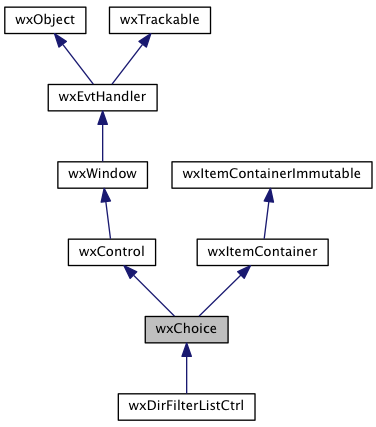 wxObject
wxTrackable
wxEvtHandler
wxWindow
wxItemContainerImmutable
wxControl
wxItemContainer
wxChoice
wxDirFilterListCtrl